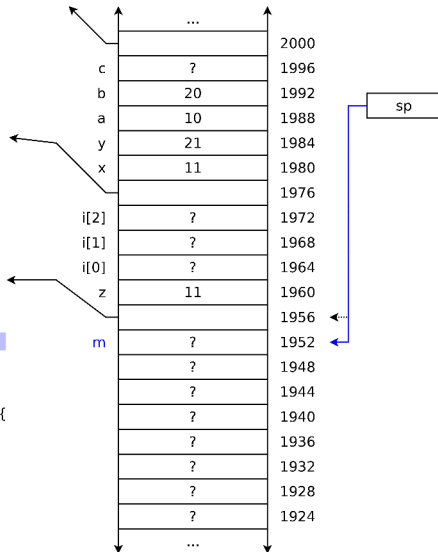 ...
2000
c ? 1996
b 20 1992
a 10 1988 sp
y 21 1984
x 11 1980
1976
i[2] ? 1972
i[1] ? 1968
i[0] ? 1964
z 11 1960
1956
m ? 1952
? 1948
? 1944
{ ? 1940
? 1936
? 1932
? 1928
? 1924
...